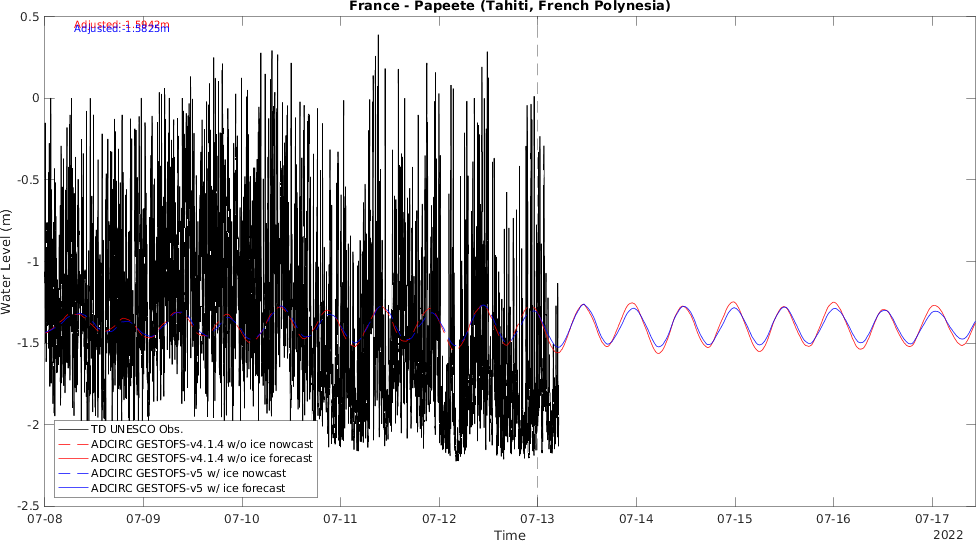 France - Papeete (Tahiti, French Polynesia)
Adjusted:-1.5825m
0.5
0
-0.5
-1
-1.5
-2
-2.5
Water Level (m)
TD UNESCO Obs.
ADCIRC GESTOFS-v4.1.4 w/o ice nowcast
ADCIRC GESTOFS-v4.1.4 w/o ice forecast
ADCIRC GESTOFS-v5 w/ ice nowcast
ADCIRC GESTOFS-v5 w/ ice forecast
07-08 07-09 07-10 07-11 07-12 07-13 07-14 07-15 07-16 07-17
Time
2022